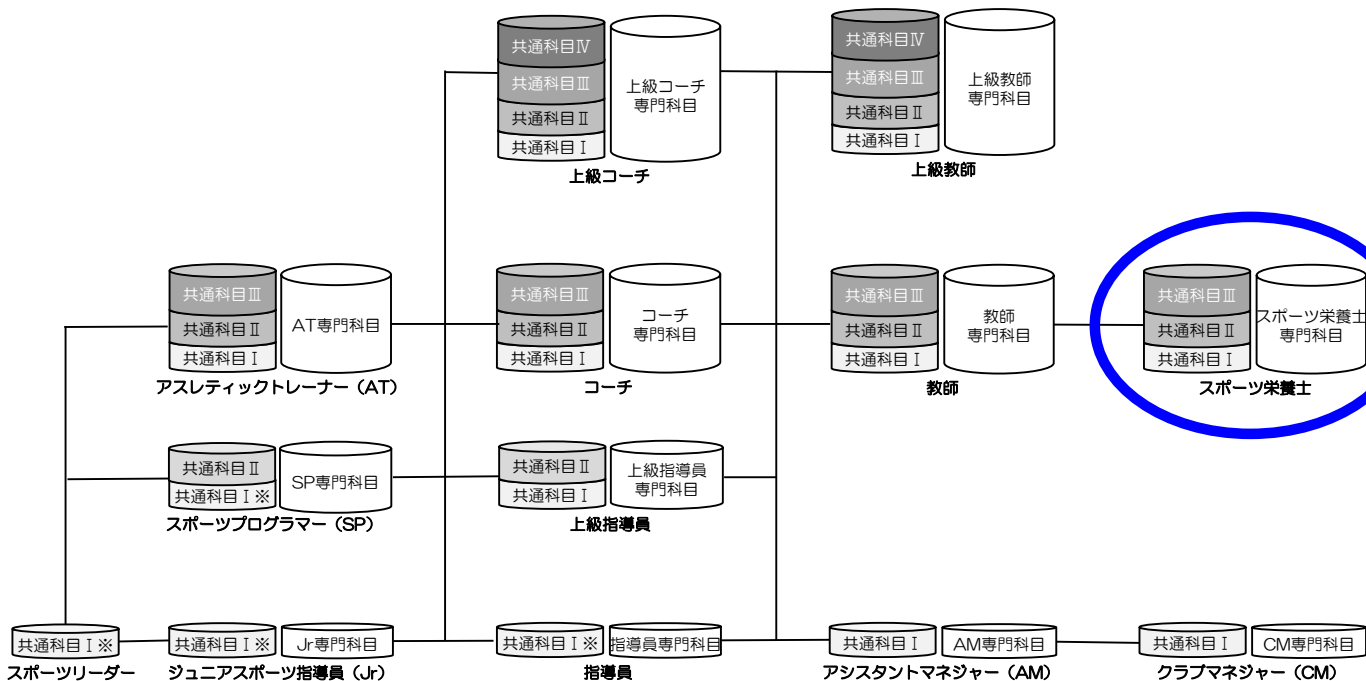 共通科目Ⅳ
共通科目Ⅲ
共通科目Ⅱ
共通科目Ⅰ
上級コーチ
専門科目
上級コーチ
共通科目Ⅳ
共通科目Ⅲ
共通科目Ⅱ
共通科目Ⅰ
上級教師
専門科目
上級教師
共通科目Ⅲ
共通科目Ⅱ
共通科目Ⅰ
AT専門科目
アスレティックトレーナー（AT）
共通科目Ⅲ
共通科目Ⅱ
共通科目Ⅰ
コーチ
専門科目
コーチ
共通科目Ⅲ
共通科目Ⅱ
共通科目Ⅰ
教師
専門科目
教師
共通科目Ⅲ
共通科目Ⅱ
共通科目Ⅰ
スポーツ栄養士
専門科目
スポーツ栄養士
共通科目Ⅱ
共通科目Ⅰ※
SP専門科目
スポーツプログラマー（SP）
共通科目Ⅱ
共通科目Ⅰ
上級指導員
専門科目
上級指導員
共通科目Ⅰ※
スポーツリーダー
共通科目Ⅰ※
Jr専門科目
ジュニアスポーツ指導員（Jr）
共通科目Ⅰ※
指導員専門科目
指導員
共通科目Ⅰ
AM専門科目
アシスタントマネジャー（AM）
共通科目Ⅰ
CM専門科目
クラブマネジャー（CM）